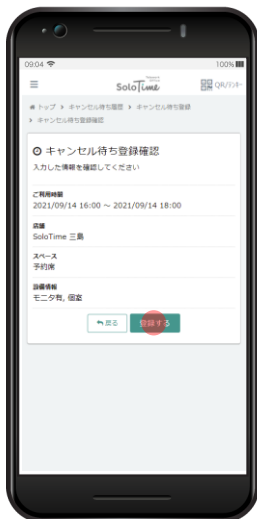 09:04
100%
SoloTime
QR/リンキー
トップ > キャンセル待ち履歴 > キャンセル待ち登録
> キャンセル待ち登録確認
キャンセル待ち登録確認
入力した情報を確認してください
ご利用時間
2021/09/14 16:00 ～ 2021/09/14 18:00
店舗
SoloTime 三島
スペース
予約席
設備情報
モニタ有, 個室
戻る 登録する